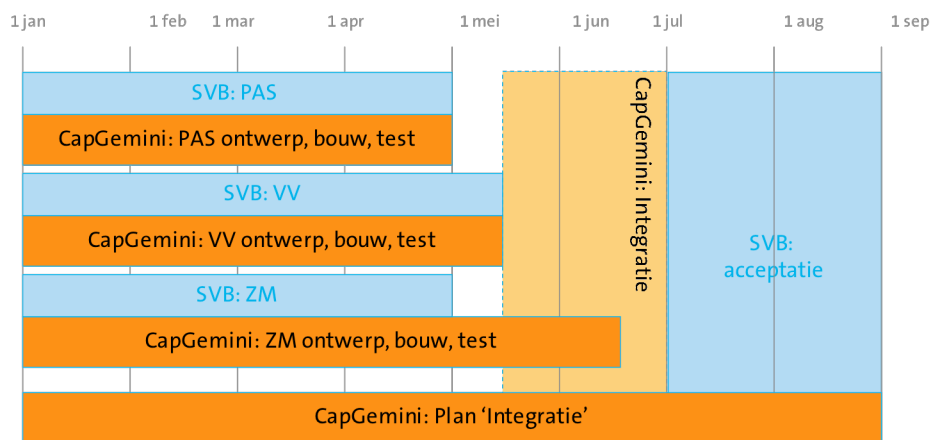 1 jan 1 feb 1 mar 1 apr 1 mei 1 jun 1 jul 1 aug 1 sep
SVB: PAS
CapGemini: PAS ontwerp, bouw, test
SVB: VV
CapGemini: VV ontwerp, bouw, test
SVB: ZM
CapGemini: ZM ontwerp, bouw, test
CapGemini: Integratie
SVB:
acceptatie
CapGemini: Plan ‘Integratie’